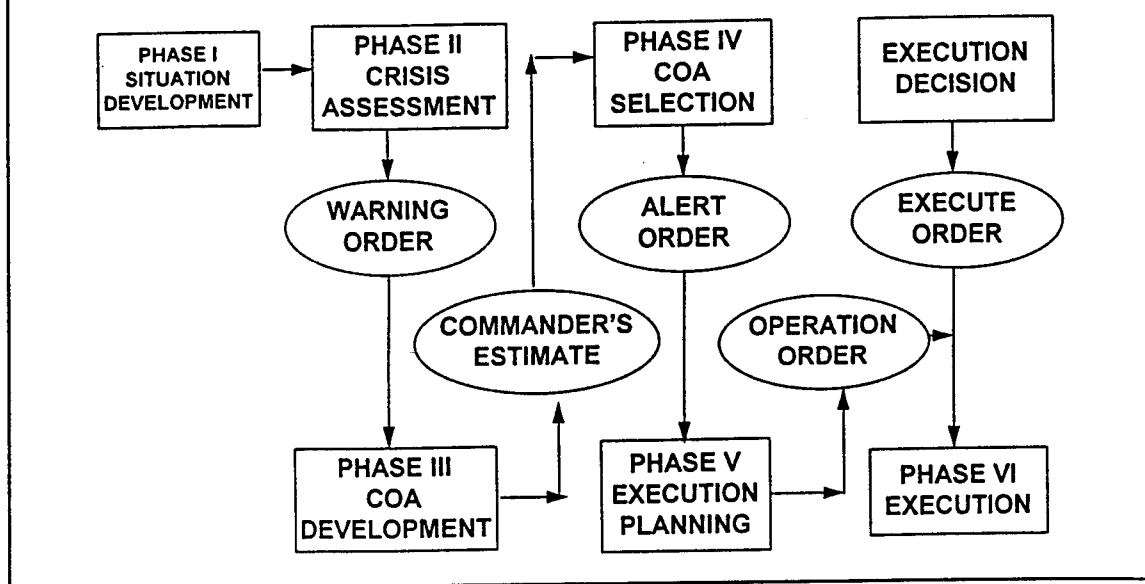 PHASE I
SITUATION
DEVELOPMENT
PHASE II
CRISIS
ASSESSMENT
PHASE IV
COA
SELECTION
EXECUTION
DECISION
WARNING
ORDER
ALERT
ORDER
EXECUTE
ORDER
COMMANDER'S
ESTIMATE
OPERATION
ORDER
PHASE III
COA
DEVELOPMENT
PHASE V
EXECUTION
PLANNING
PHASE VI
EXECUTION